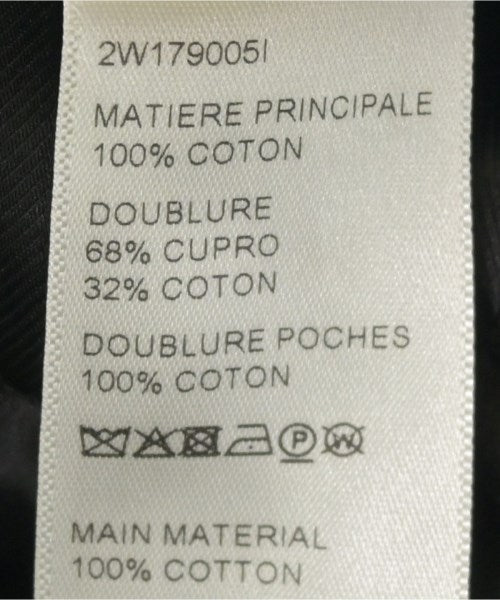 2W179005I
MATIERE PRINCIPALE
100% COTON
DOUBLURE
68% CUPRO
32% COTON
DOUBLURE POCHES
100% COTON
P W
MAIN MATERIAL
100% COTTON